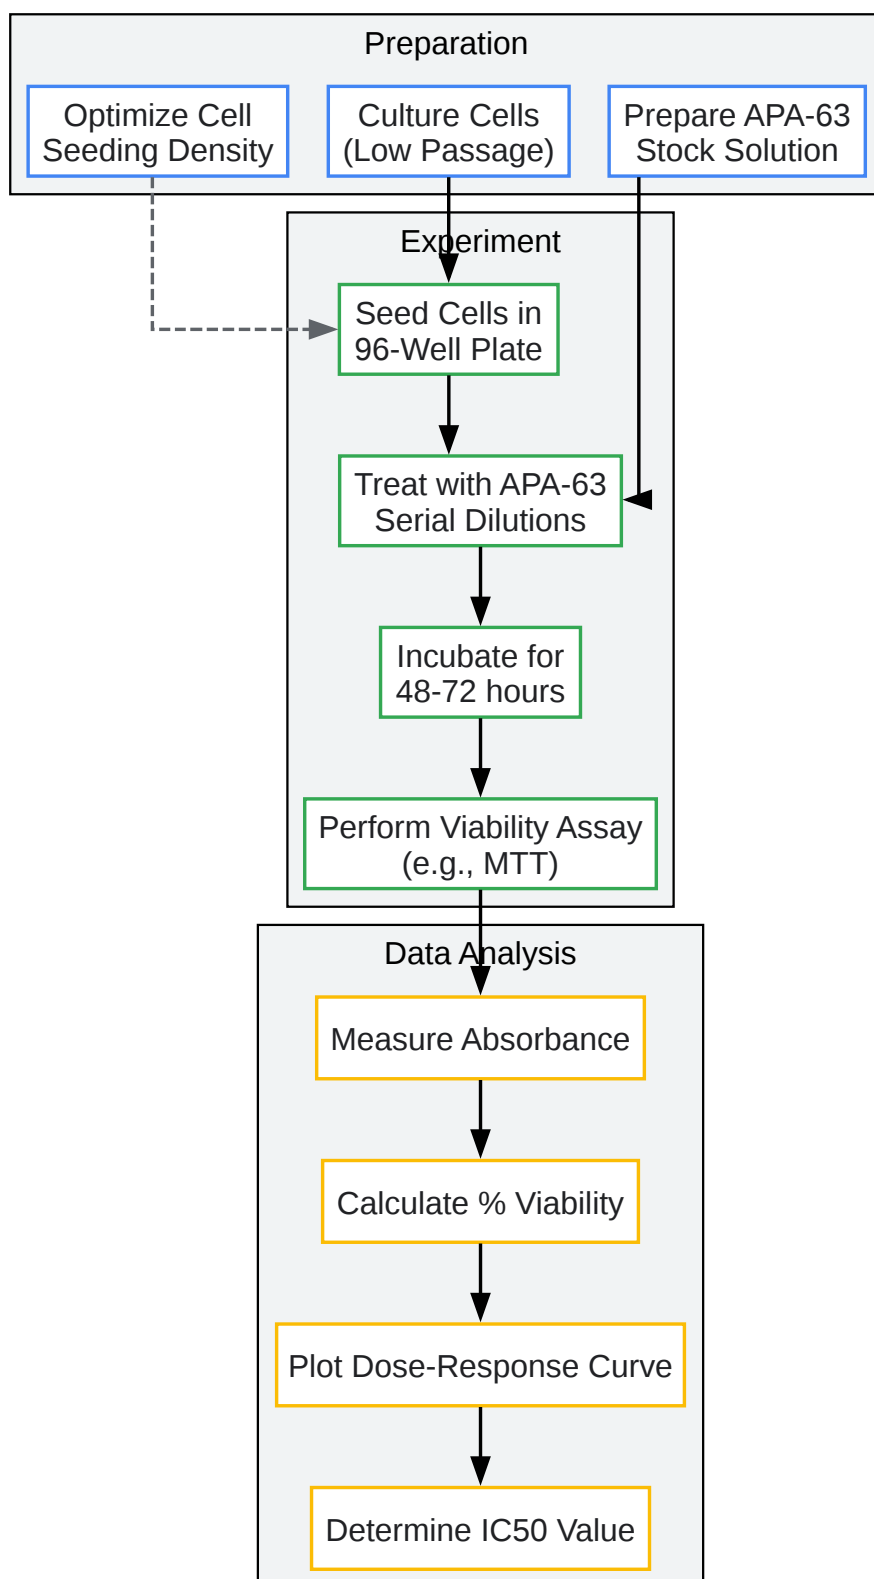 Preparation
Optimize Cell
Seeding Density
Culture Cells
(Low Passage)
Prepare APA-63
Stock Solution
Experiment
Seed Cells in
96-Well Plate
Treat with APA-63
Serial Dilutions
Incubate for
48-72 hours
Perform Viability Assay
(e.g., MTT)
Data Analysis
Measure Absorbance
Calculate % Viability
Plot Dose-Response Curve
Determine IC50 Value